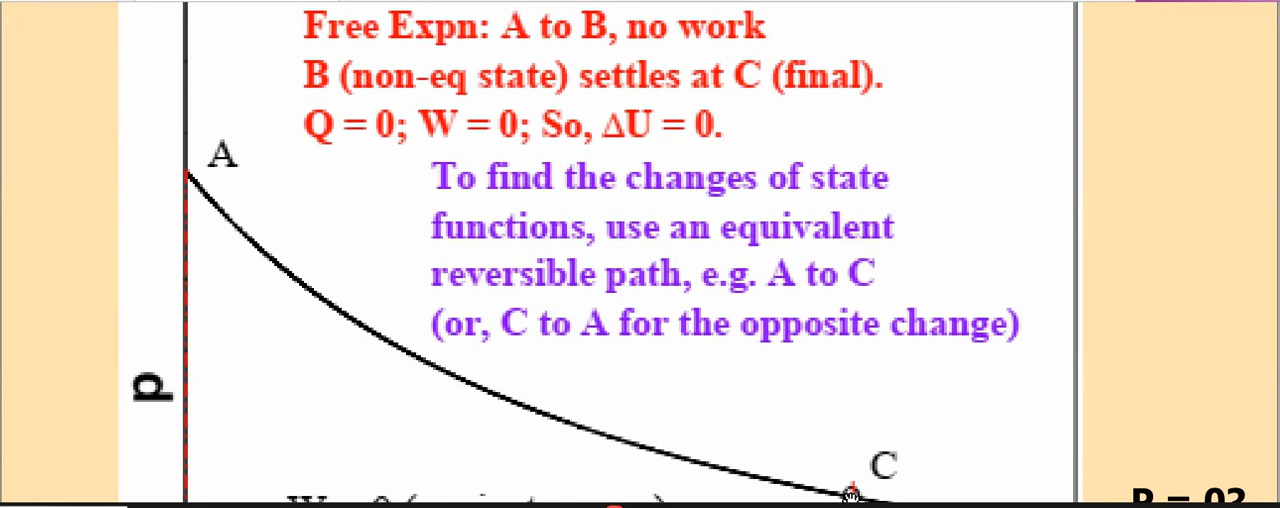 Free Expn: A to B, no work
B (non-eq state) settles at C (final).
Q = 0; W = 0; So, ΔU = 0.
A
To find the changes of state
functions, use an equivalent
reversible path, e.g. A to C
(or, C to A for the opposite change)
p
C